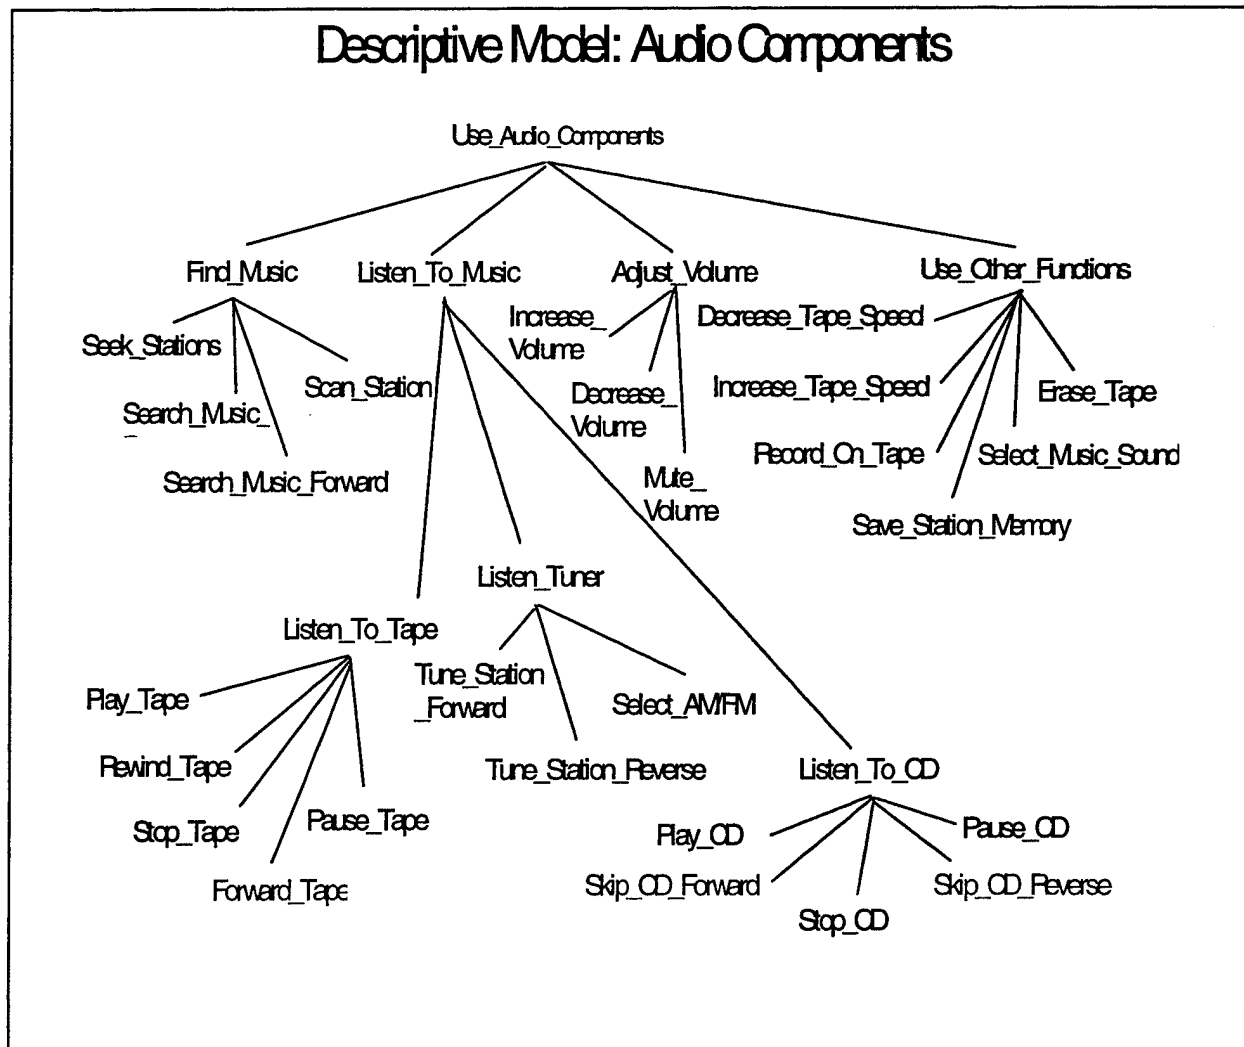 Descriptive Model: Audio Components
Use_Audio_Components
Find_Music
Listen_To_Music
Adjust_Volume
Use_Other_Functions
Seek_Stations
Scan_Station
Search_Music_
_
Search_Music_Forward
Increase_
Volume
Decrease_
Volume
Mute_
Volume
Decrease_Tape_Speed
Increase_Tape_Speed
Erase_Tape
Record_On_Tape
Select_Music_Sound
Save_Station_Memory
Listen_Tuner
Listen_To_Tape
Tune_Station
_Forward
Select_AM/FM
Tune_Station_Reverse
Play_Tape
Rewind_Tape
Stop_Tape
Pause_Tape
Forward_Tape
Listen_To_CD
Play_CD
Pause_CD
Skip_CD_Forward
Skip_CD_Reverse
Stop_CD